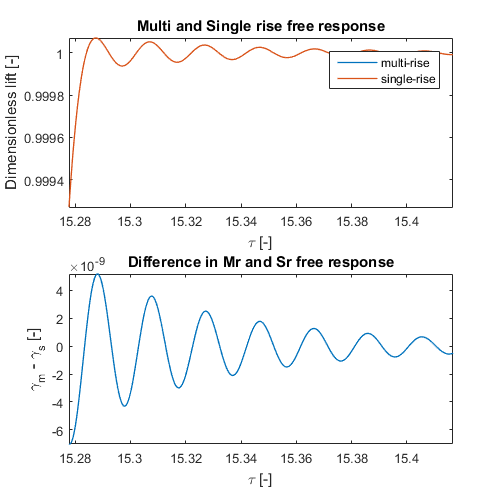 Multi and Single rise free response
Dimensionless lift [-]
1
0.9998
0.9996
0.9994
multi-rise
single-rise
15.28 15.3 15.32 15.34 15.36 15.38 15.4
τ [-]
×10⁻⁹
Difference in Mr and Sr free response
γm - γs [-]
4
2
0
-2
-4
-6
15.28 15.3 15.32 15.34 15.36 15.38 15.4
τ [-]